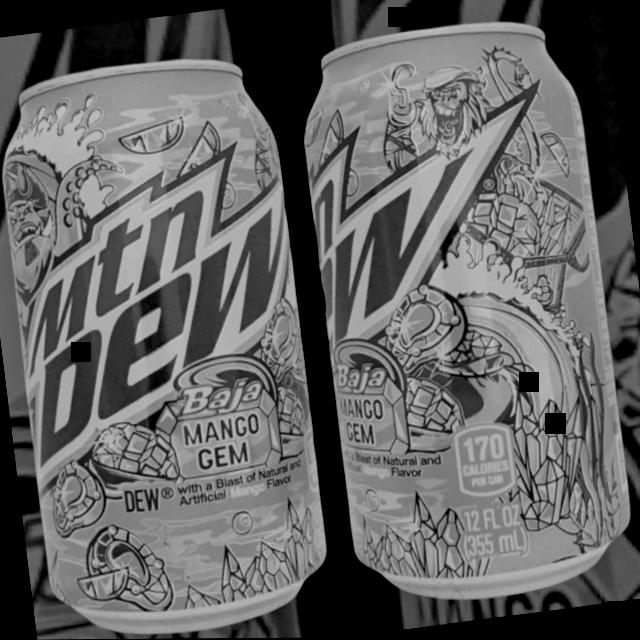 Mtn
DEW
Baja
MANGO
GEM
DEW® with a Blast of Natural and
Artificial Mango Flavor
n
W ®
Baja
MANGO
GEM
a Blast of Natural and
Mango Flavor
170
CALORIES
PER CAN
12 FL OZ
(355 mL)